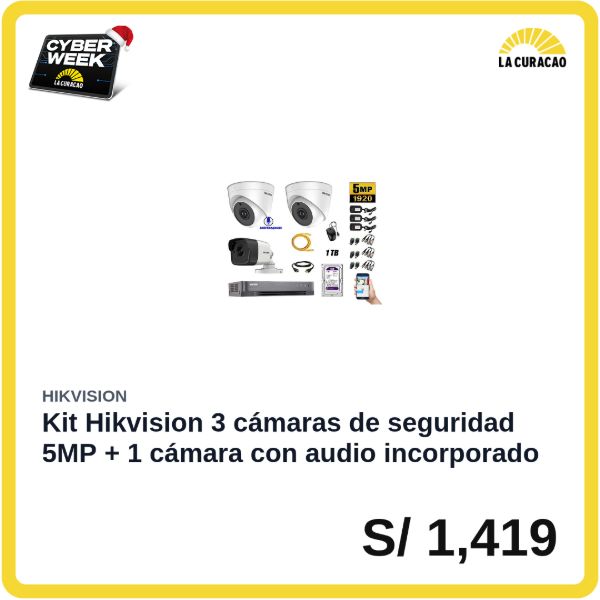 CYBER
WEEK
LA CURACAO
LA CURACAO
5MP
1920
1 TB
HIKVISION
Kit Hikvision 3 cámaras de seguridad
5MP + 1 cámara con audio incorporado
S/ 1,419